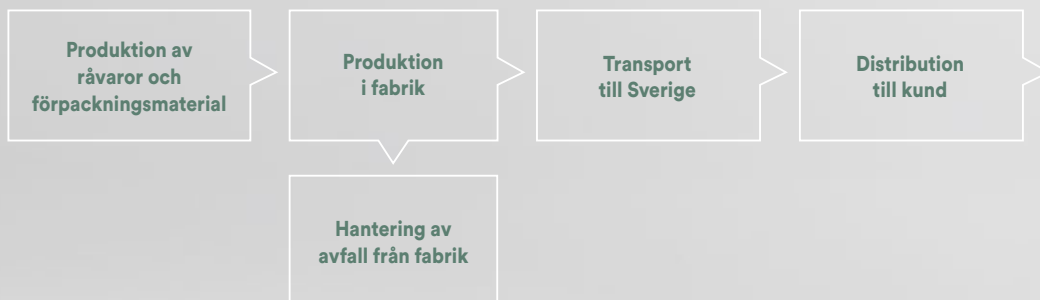 Produktion av
råvaror och
förpackningsmaterial
Produktion
i fabrik
Transport
till Sverige
Distribution
till kund
Hantering av
avfall från fabrik